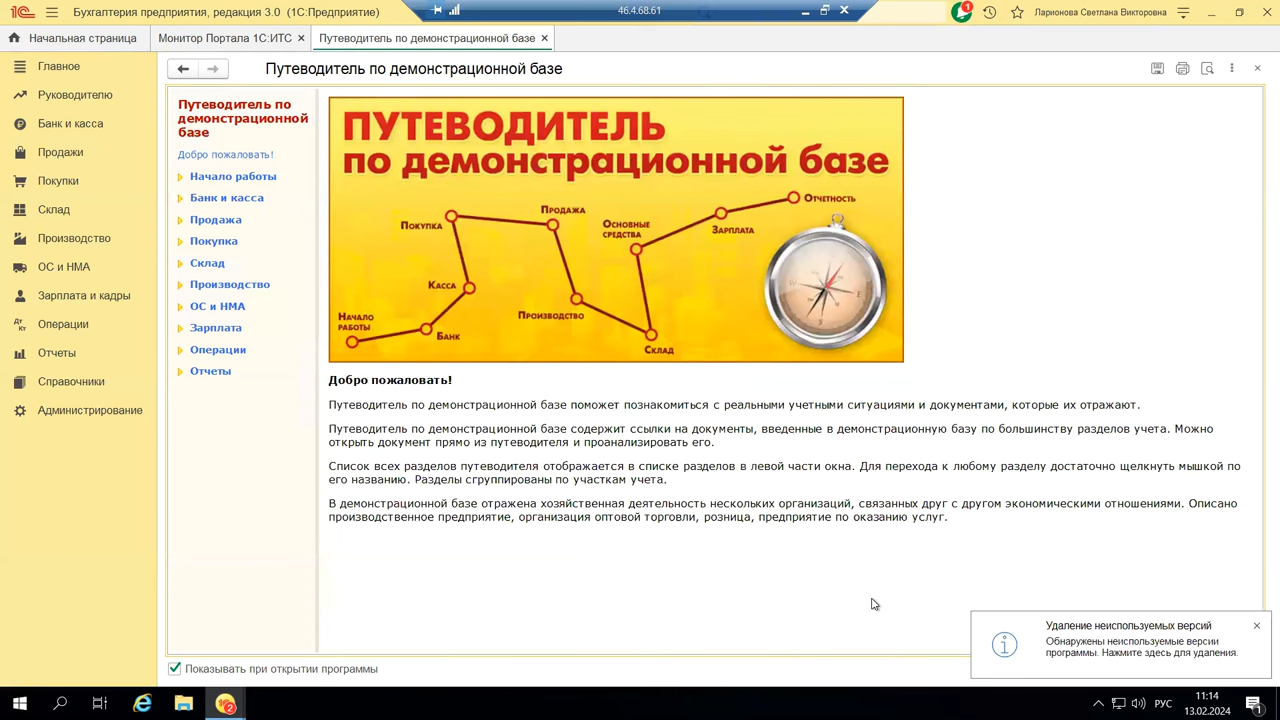 Бухгалтерия предприятия, редакция 3.0 (1С:Предприятие)
46.4.68.61
1
Ларионова Светлана Викторовна
Начальная страница
Монитор Портала 1С:ИТС
Путеводитель по демонстрационной базе
Главное
Руководителю
Банк и касса
Продажи
Покупки
Склад
Производство
ОС и НМА
Зарплата и кадры
Операции
Отчеты
Справочники
Администрирование
Путеводитель по демонстрационной базе
Путеводитель по
демонстрационной
базе
Добро пожаловать!
Начало работы
Банк и касса
Продажа
Покупка
Склад
Производство
ОС и НМА
Зарплата
Операции
Отчеты
ПУТЕВОДИТЕЛЬ
по демонстрационной базе
Начало
работы
Банк
Касса
Покупка
Продажа
Производство
Склад
Основные
средства
Зарплата
Отчетность
Добро пожаловать!
Путеводитель по демонстрационной базе поможет познакомиться с реальными учетными ситуациями и документами, которые их отражают.
Путеводитель по демонстрационной базе содержит ссылки на документы, введенные в демонстрационную базу по большинству разделов учета. Можно
открыть документ прямо из путеводителя и проанализировать его.
Список всех разделов путеводителя отображается в списке разделов в левой части окна. Для перехода к любому разделу достаточно щелкнуть мышкой по
его названию. Разделы сгруппированы по участкам учета.
В демонстрационной базе отражена хозяйственная деятельность нескольких организаций, связанных друг с другом экономическими отношениями. Описано
производственное предприятие, организация оптовой торговли, розница, предприятие по оказанию услуг.
Показывать при открытии программы
Удаление неиспользуемых версий
Обнаружены неиспользуемые версии
программы. Нажмите здесь для удаления.
2
РУС
11:14
13.02.2024
1